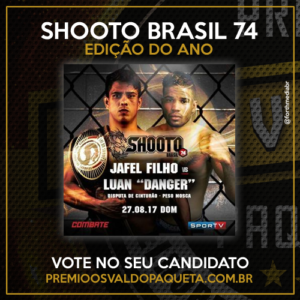 SHOOTO BRASIL 74
EDIÇÃO DO ANO
@forthmediabr
SHOOTO
JAFEL FILHO VS
LUAN "DANGER"
DISPUTA DE CINTURÃO - PESO MOSCA
27.08.17 DOM
COMBATE
SPORTV
VOTE NO SEU CANDIDATO
PREMIOOSVALDOPAQUETA.COM.BR